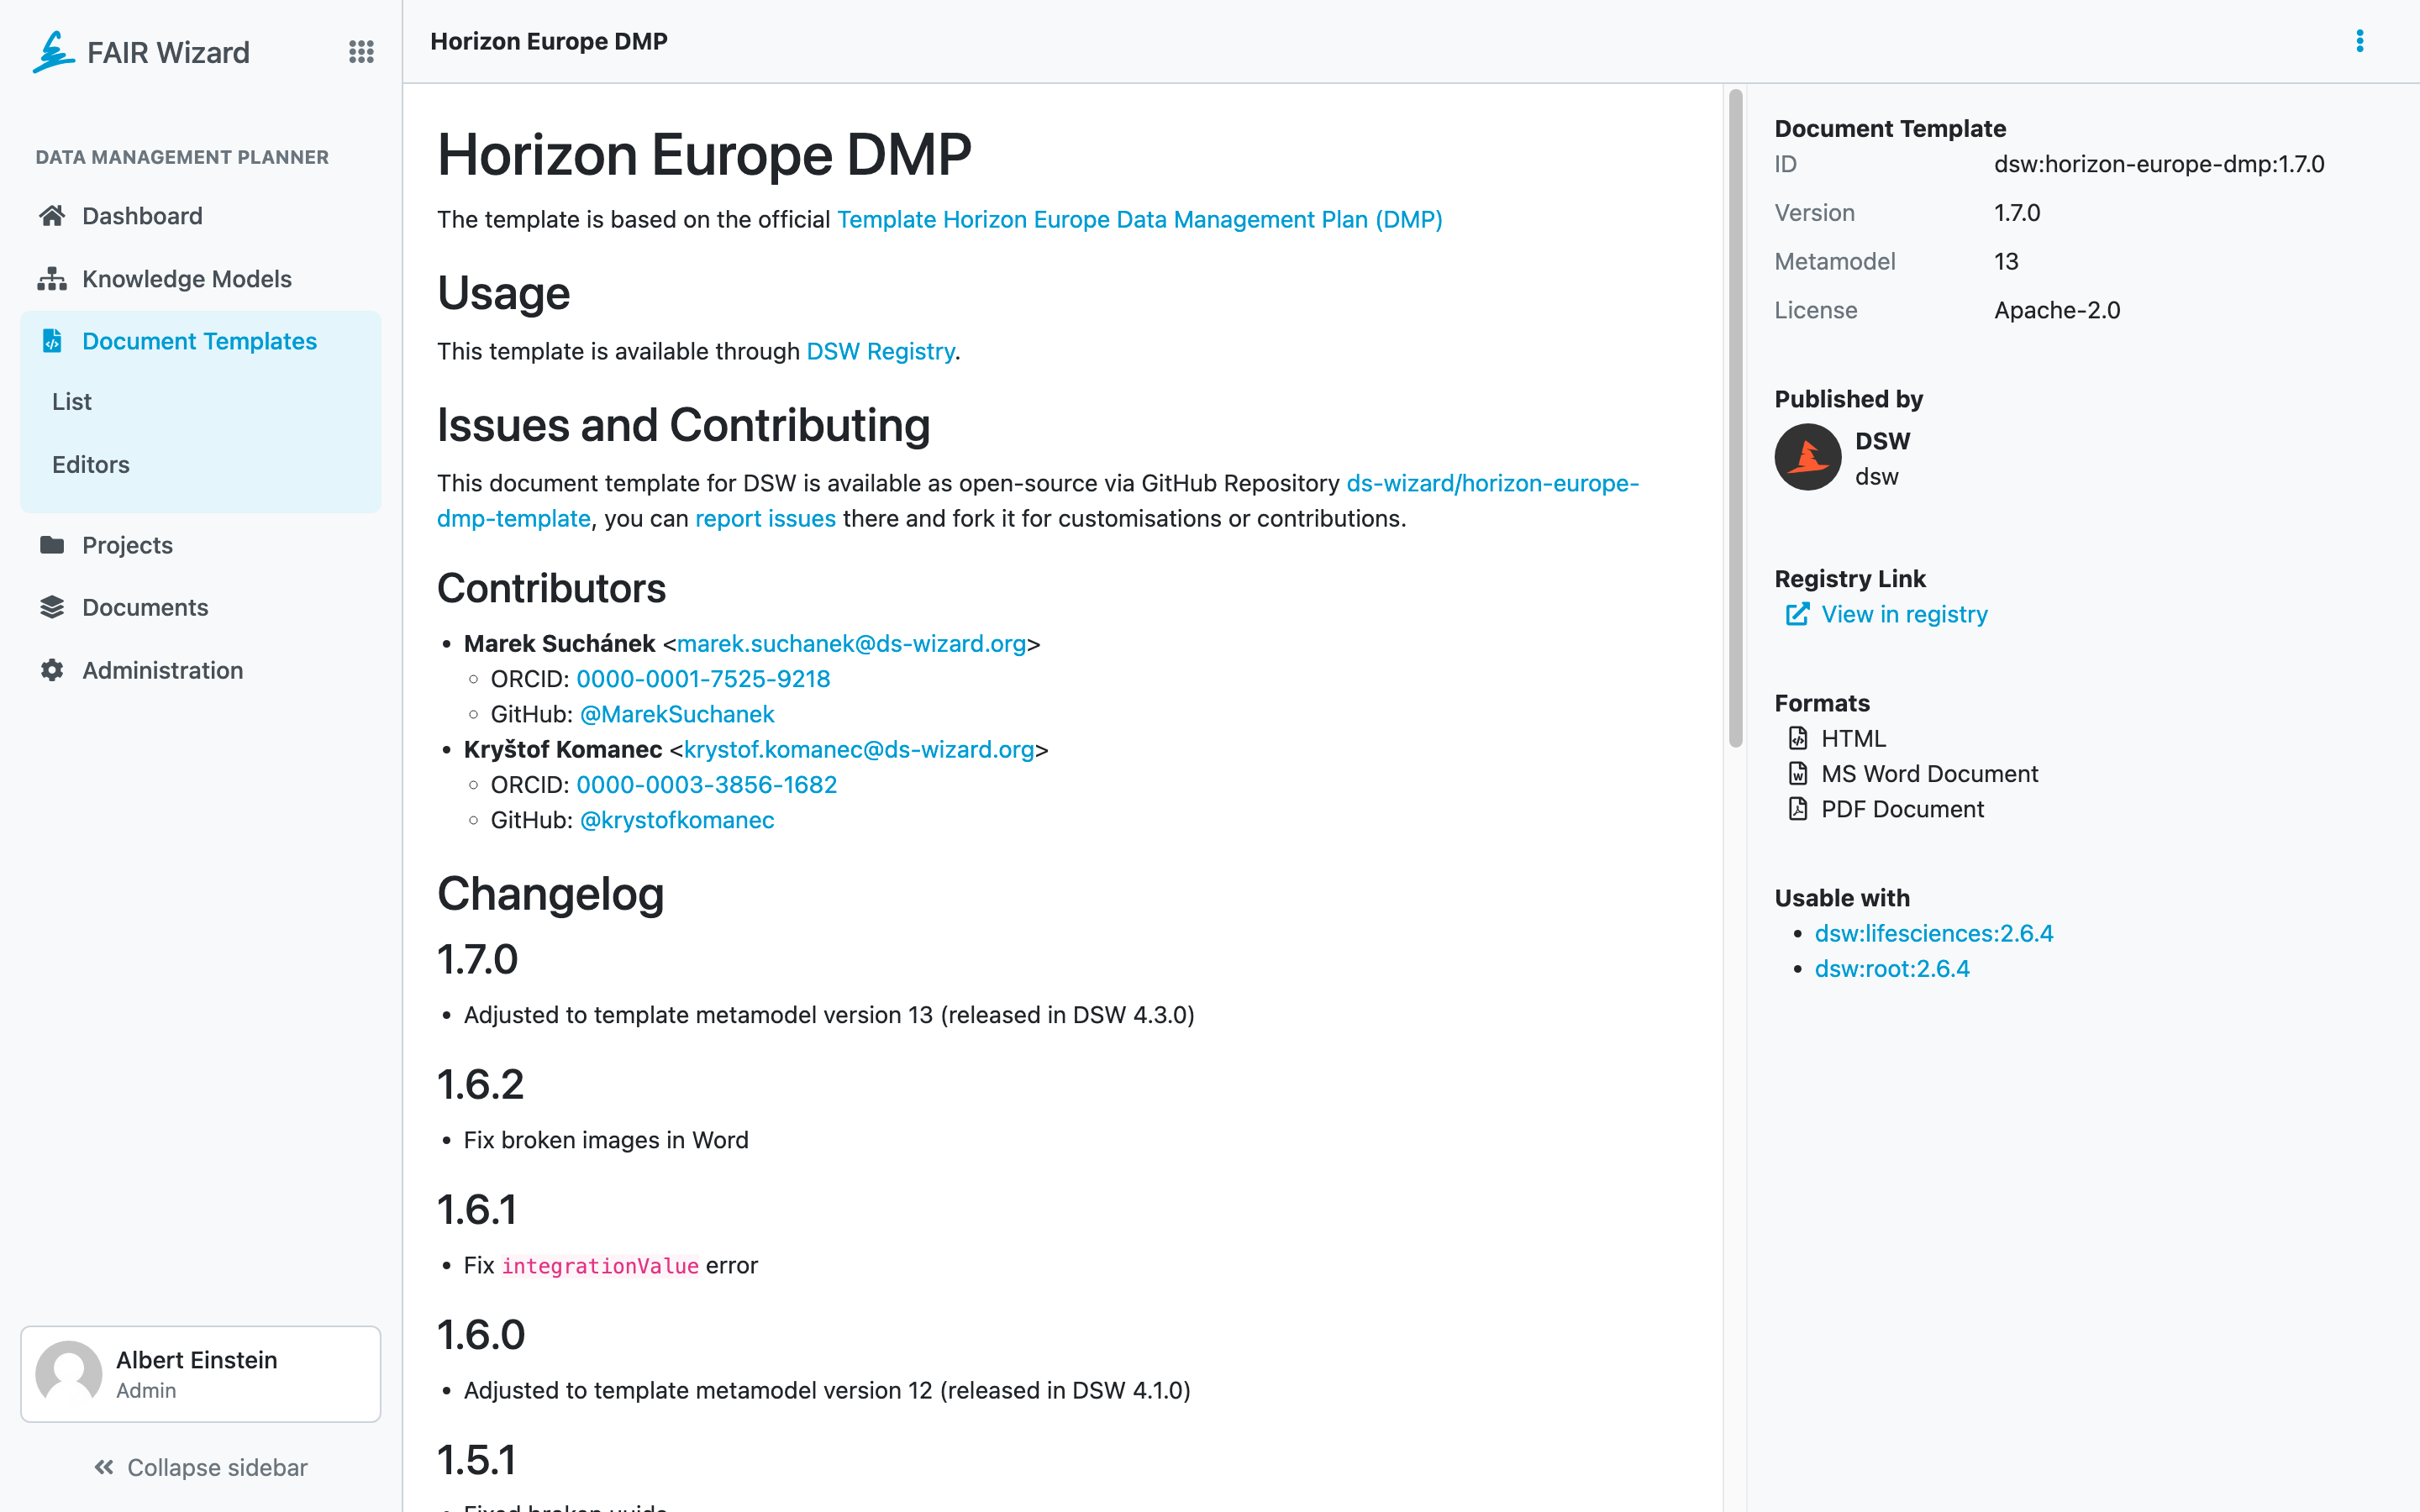 FAIR Wizard
DATA MANAGEMENT PLANNER
Dashboard
Knowledge Models
Document Templates
List
Editors
Projects
Documents
Administration
Albert Einstein
Admin
Collapse sidebar
Horizon Europe DMP
Horizon Europe DMP
The template is based on the official Template Horizon Europe Data Management Plan (DMP)
Usage
This template is available through DSW Registry.
Issues and Contributing
This document template for DSW is available as open-source via GitHub Repository ds-wizard/horizon-europe-
dmp-template, you can report issues there and fork it for customisations or contributions.
Contributors
• Marek Suchánek <marek.suchanek@ds-wizard.org>
◦ ORCID: 0000-0001-7525-9218
◦ GitHub: @MarekSuchanek
• Kryštof Komanec <krystof.komanec@ds-wizard.org>
◦ ORCID: 0000-0003-3856-1682
◦ GitHub: @krystofkomanec
Changelog
1.7.0
• Adjusted to template metamodel version 13 (released in DSW 4.3.0)
1.6.2
• Fix broken images in Word
1.6.1
• Fix integrationValue error
1.6.0
• Adjusted to template metamodel version 12 (released in DSW 4.1.0)
1.5.1
Document Template
ID dsw:horizon-europe-dmp:1.7.0
Version 1.7.0
Metamodel 13
License Apache-2.0
Published by
DSW
dsw
Registry Link
View in registry
Formats
HTML
MS Word Document
PDF Document
Usable with
• dsw:lifesciences:2.6.4
• dsw:root:2.6.4